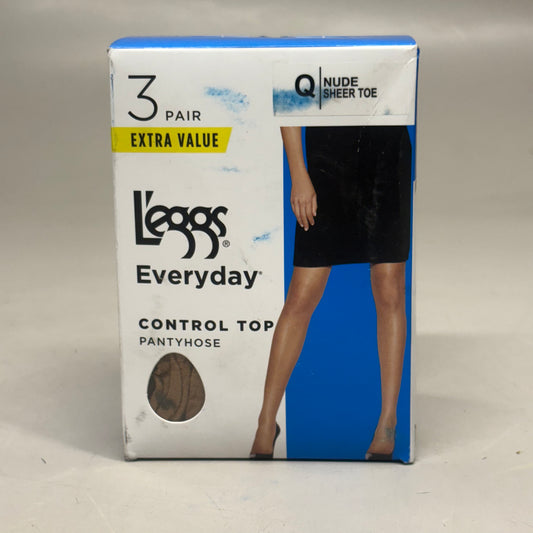 3 PAIR
EXTRA VALUE
Q NUDE
SHEER TOE
L'eggs®
Everyday
CONTROL TOP
PANTYHOSE